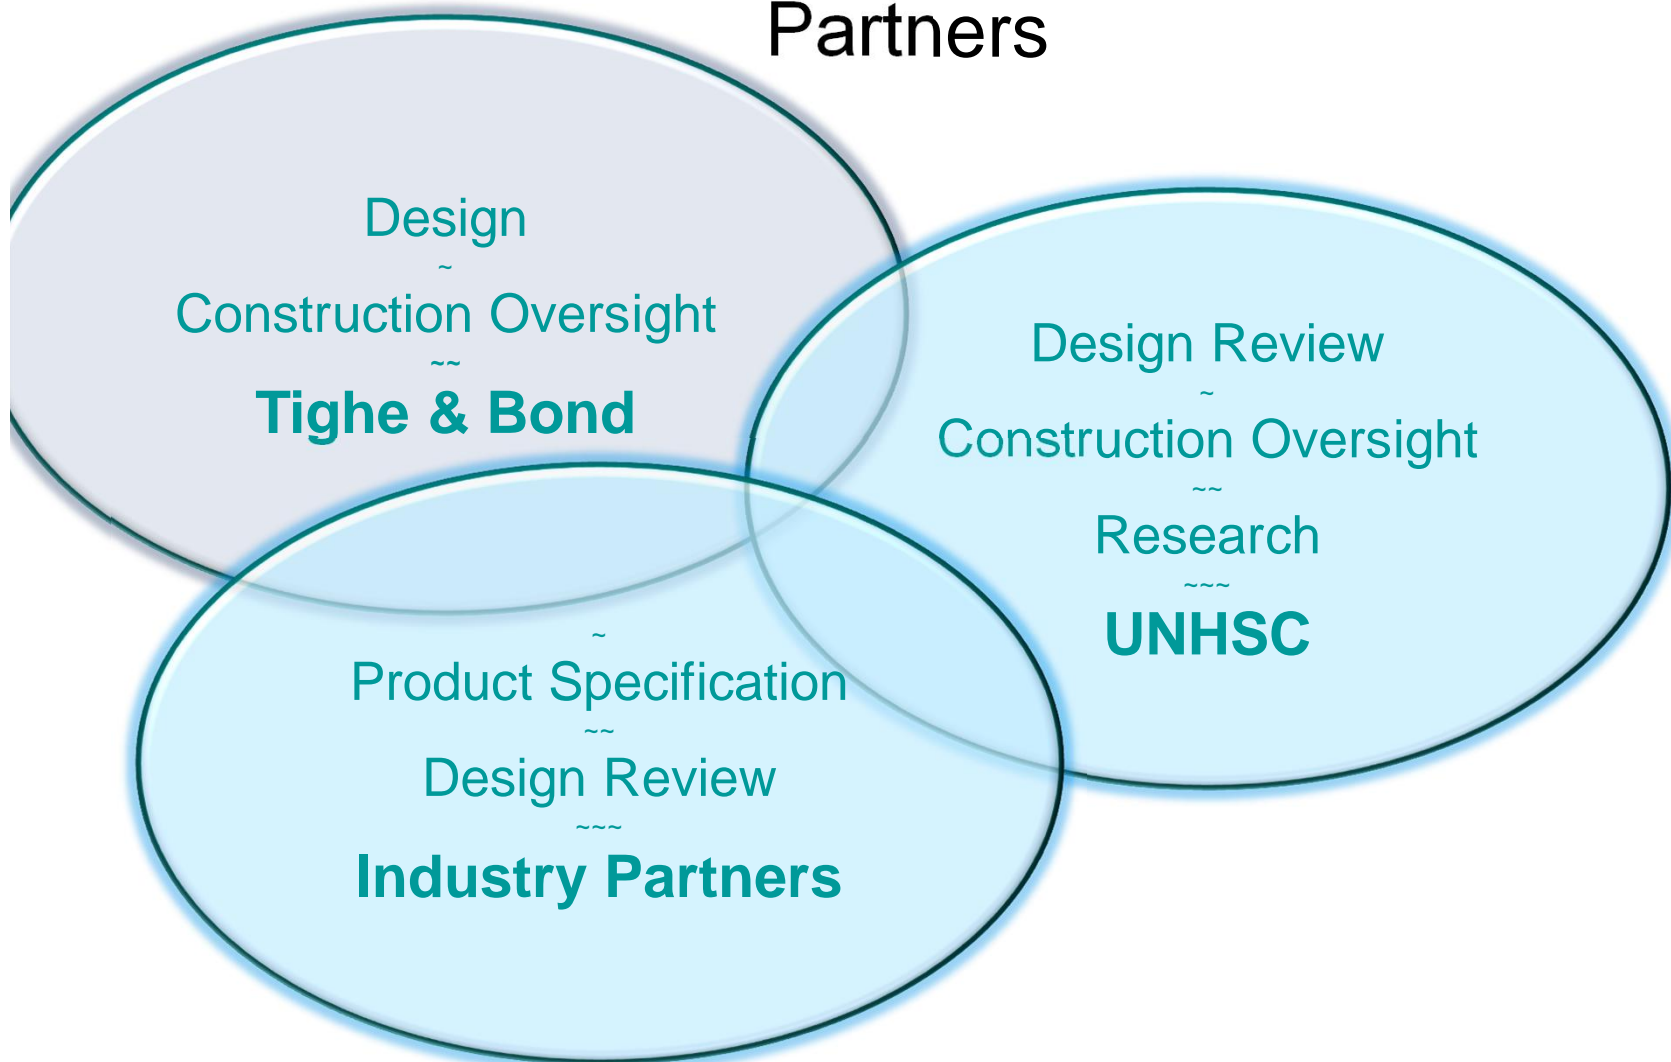 Partners
Design
~
Construction Oversight
~~
Tighe & Bond
Design Review
~
Construction Oversight
~~
Research
~~~
UNHSC
~
Product Specification
~~
Design Review
~~~
Industry Partners